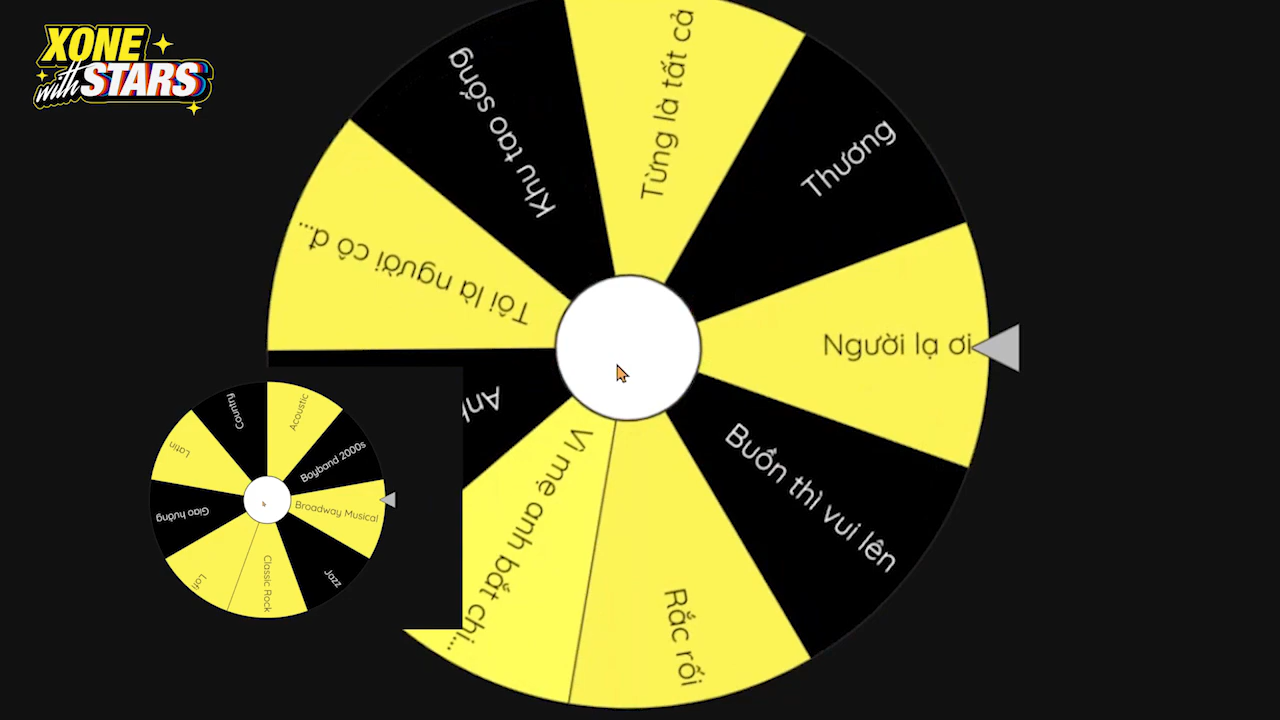 XONE
with STARS
Khu tao sống
Từng là tất cả
Thương
Người lạ ơi
Buồn thì vui lên
Rắc rối
Vì mẹ anh bắt chi...
Tôi là người cô đ...
Country
Acoustic
Boyband 2000s
Broadway Musical
Jazz
Classic Rock
Lofi
Giao hưởng
Latin